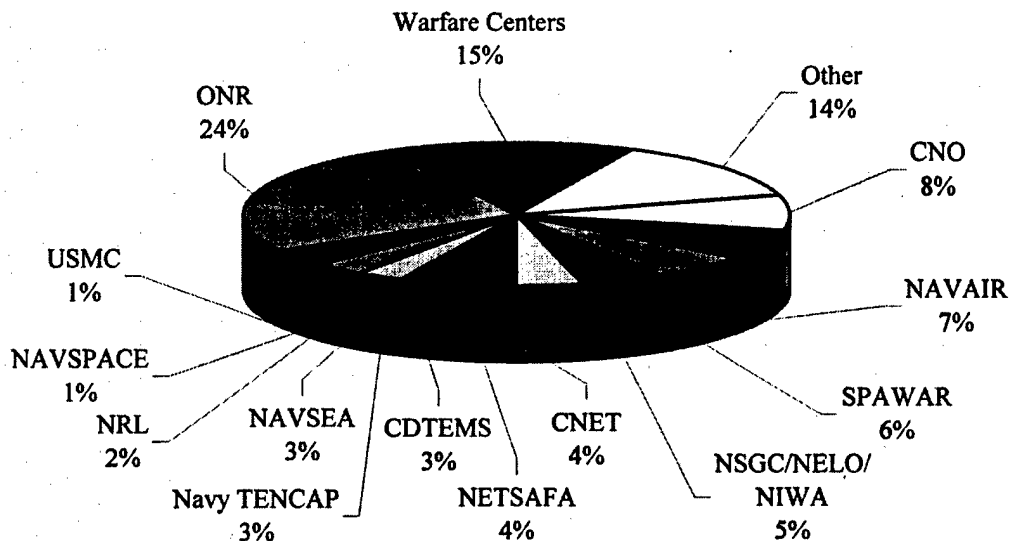 Warfare Centers
15%
Other
14%
ONR
24%
CNO
8%
USMC
1%
NAVAIR
7%
NAVSPACE
1%
SPAWAR
6%
NRL
2%
NAVSEA
3%
CDTEMS
3%
CNET
4%
NSGC/NELO/
NIWA
5%
Navy TENCAP
3%
NETSAFA
4%